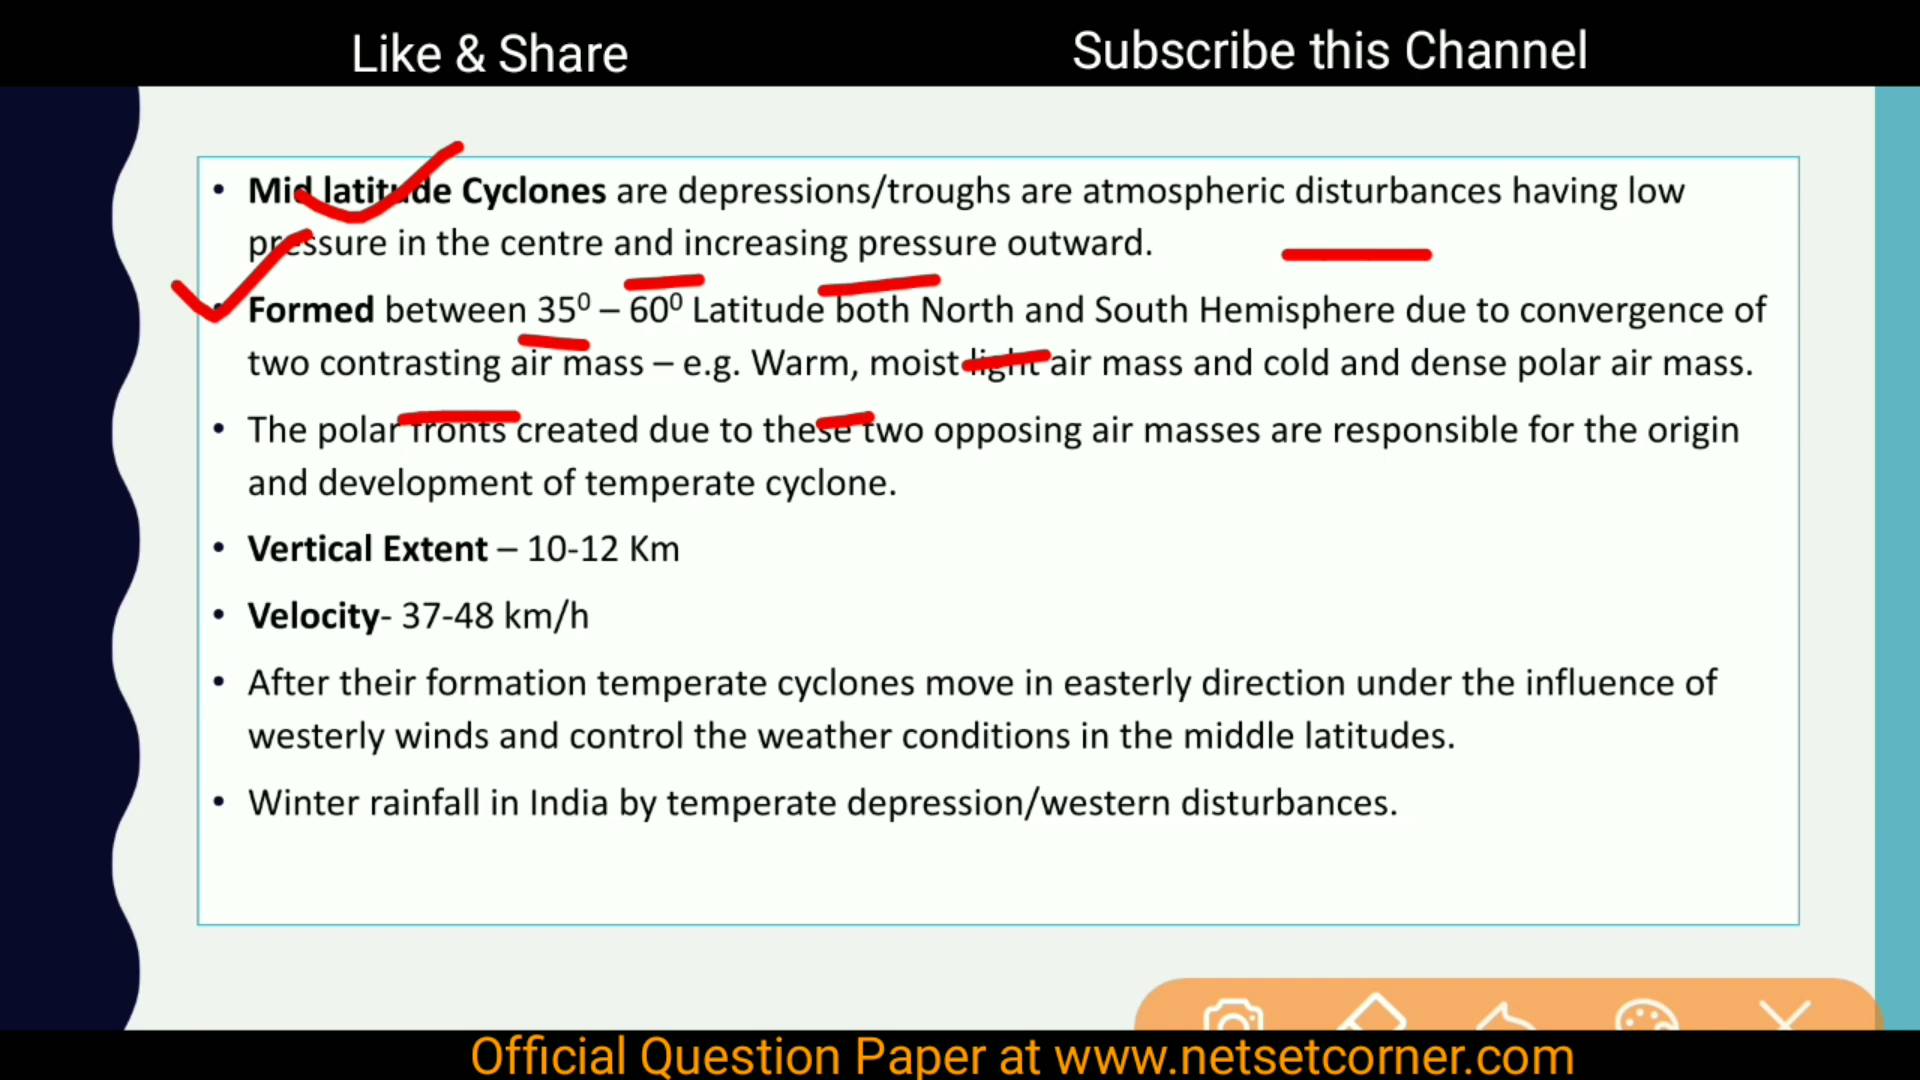 Like & Share
Subscribe this Channel
• Mid latitude Cyclones are depressions/troughs are atmospheric disturbances having low
pressure in the centre and increasing pressure outward.
• Formed between 35⁰ – 60⁰ Latitude both North and South Hemisphere due to convergence of
two contrasting air mass – e.g. Warm, moist light air mass and cold and dense polar air mass.
• The polar fronts created due to these two opposing air masses are responsible for the origin
and development of temperate cyclone.
• Vertical Extent – 10-12 Km
• Velocity- 37-48 km/h
• After their formation temperate cyclones move in easterly direction under the influence of
westerly winds and control the weather conditions in the middle latitudes.
• Winter rainfall in India by temperate depression/western disturbances.
Official Question Paper at www.netsetcorner.com